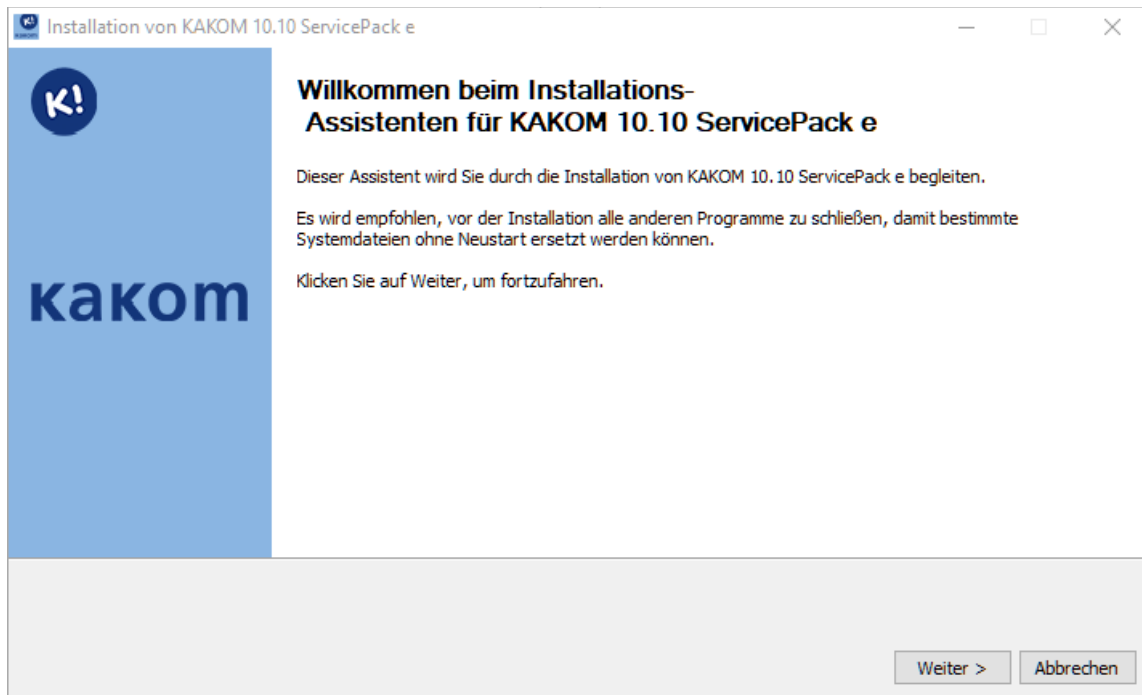 Installation von KAKOM 10.10 ServicePack e
K!
Willkommen beim Installations-
Assistenten für KAKOM 10.10 ServicePack e
Dieser Assistent wird Sie durch die Installation von KAKOM 10.10 ServicePack e begleiten.
Es wird empfohlen, vor der Installation alle anderen Programme zu schließen, damit bestimmte
Systemdateien ohne Neustart ersetzt werden können.
Klicken Sie auf Weiter, um fortzufahren.
kakom
Weiter >
Abbrechen